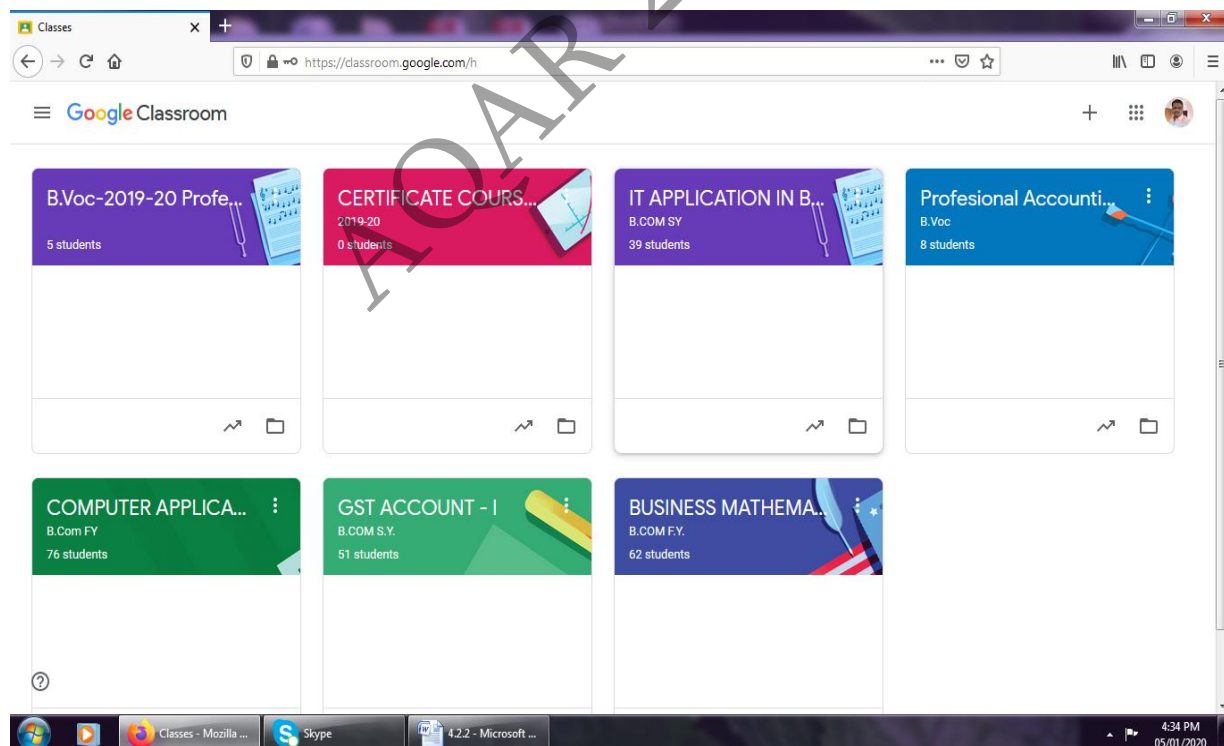 Classes
https://classroom.google.com/h
Google Classroom
B.Voc-2019-20 Profe...
5 students
CERTIFICATE COURS...
2019-20
0 students
IT APPLICATION IN B...
B.COM SY
39 students
Profesional Accounti...
B.Voc
8 students
COMPUTER APPLICA...
B.Com FY
76 students
GST ACCOUNT - I
B.COM S.Y.
51 students
BUSINESS MATHEMA...
B.COM F.Y.
62 students
AQAR
Classes - Mozilla ...
Skype
4.2.2 - Microsoft ...
4:34 PM
05/01/2020